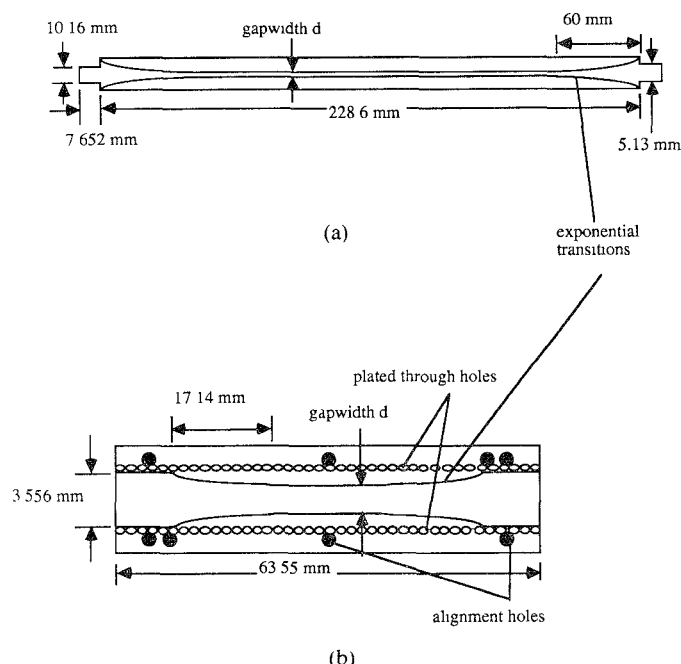 10 16 mm
gapwidth d
60 mm
228 6 mm
7 652 mm
5.13 mm
(a)
exponential
transitions
plated through holes
17 14 mm
gapwidth d
3 556 mm
63 55 mm
alignment holes
(b)